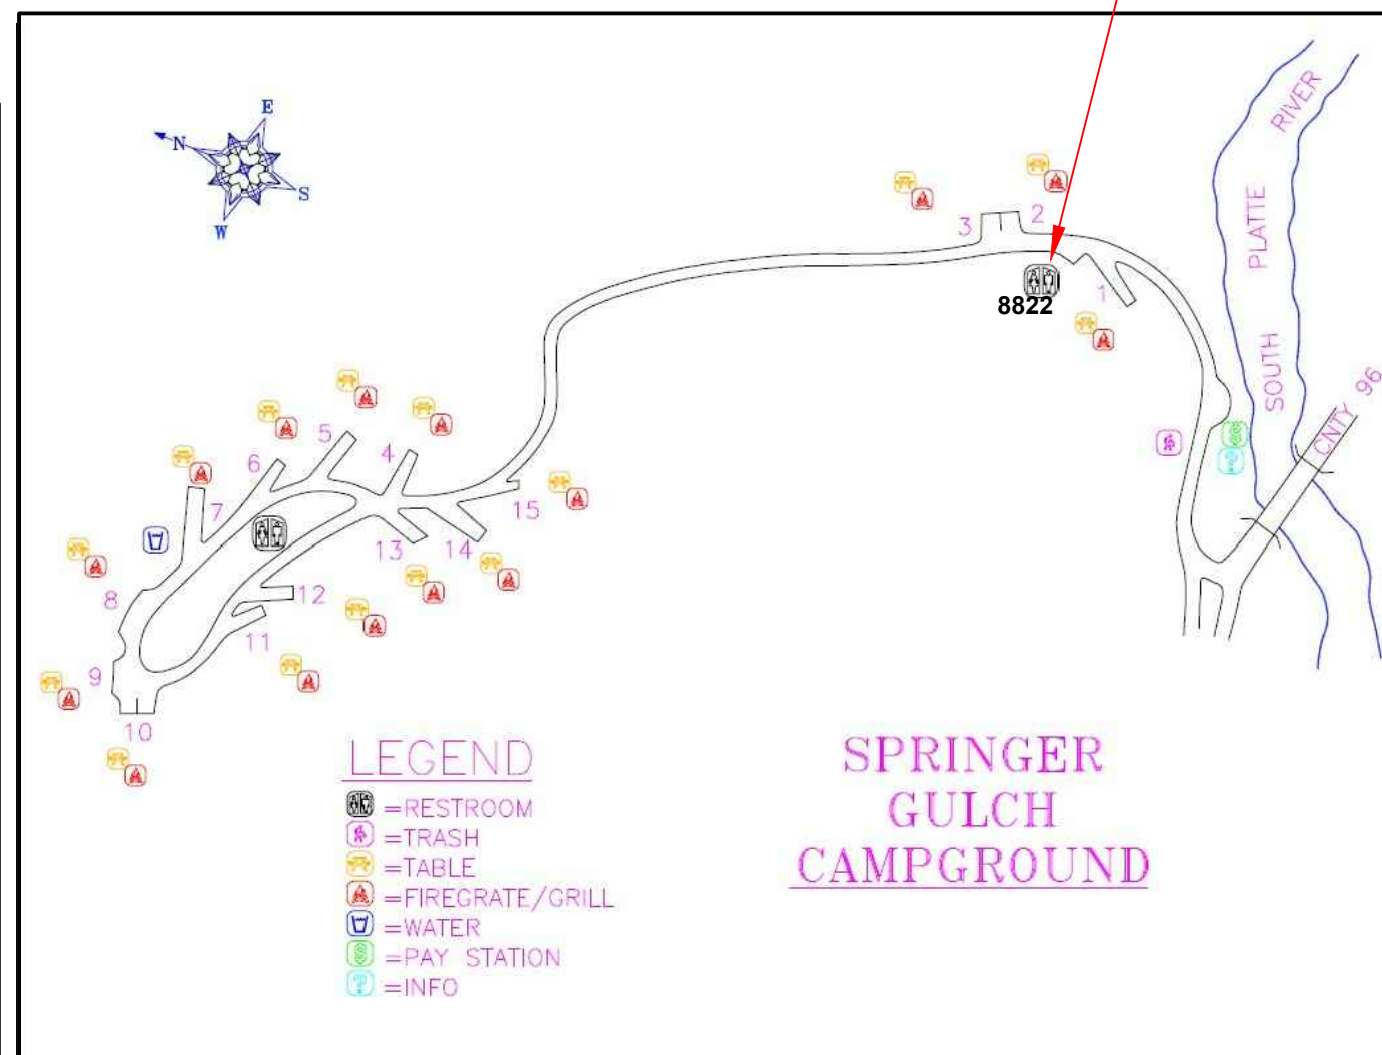 E
N
S
W
RIVER
PLATTE
SOUTH
CNTY 96
3
2
1
8822
5
4
6
7
15
14
13
12
11
8
9
10
LEGEND
=RESTROOM
=TRASH
=TABLE
=FIREGRATE/GRILL
=WATER
$ =PAY STATION
? =INFO
SPRINGER
GULCH
CAMPGROUND